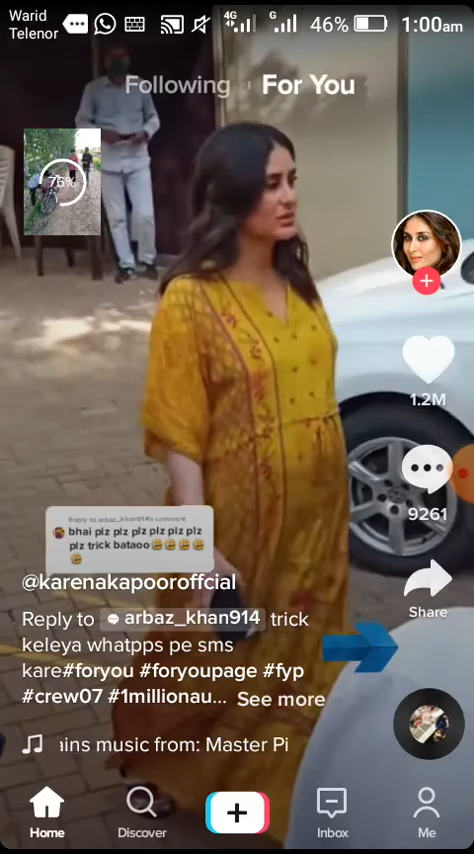 Warid
Telenor
4G
G
46%
1:00am
Following
For You
76%
1.2M
9261
Share
Reply to arbaz_khan914's comment
bhai plz plz plz plz plz plz
plz trick bataoo😅😅😅😅
😅
@karenakapooroffcial
Reply to arbaz_khan914 trick
keleya whatpps pe sms
kare#foryou #foryoupage #fyp
#crew07 #1millionau... See more
ains music from: Master Pi
Home
Discover
Inbox
Me